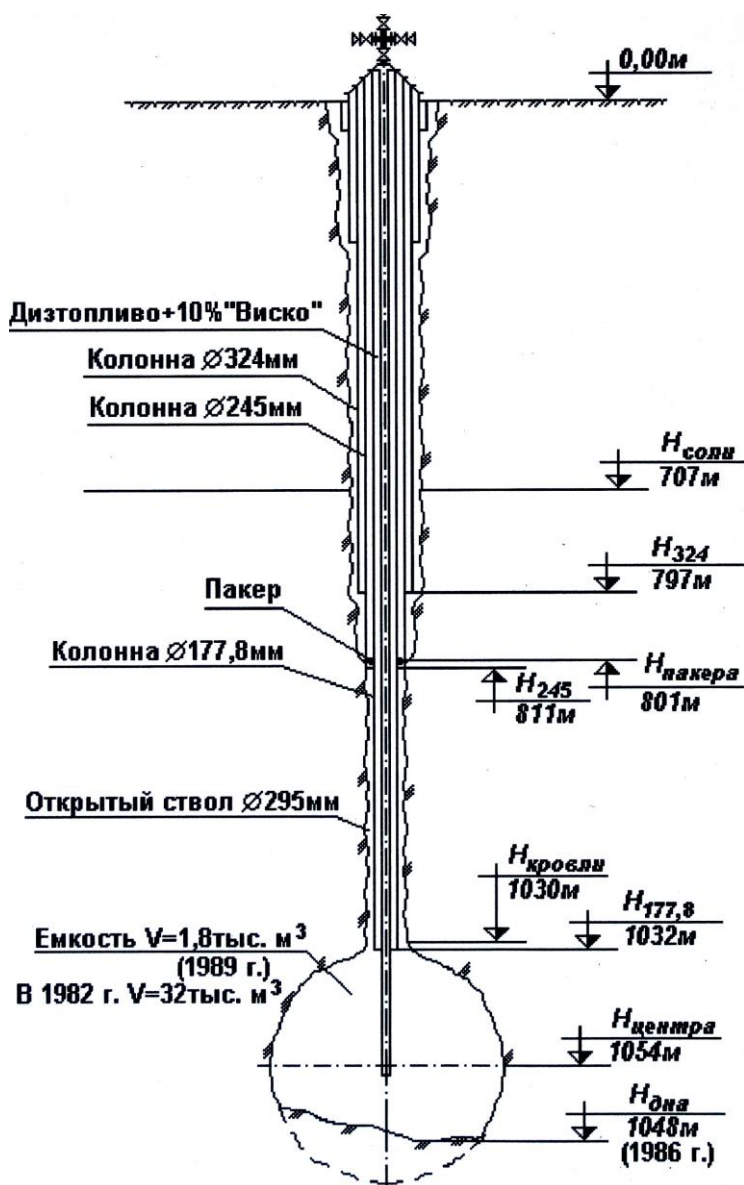 0,00м
Дизтопливо+10%"Виско"
Колонна ∅324мм
Колонна ∅245мм
Hсоли
707м
H324
797м
Пакер
Колонна ∅177,8мм
Hпакера
801м
H245
811м
Открытый ствол ∅295мм
Hкровли
1030м
H177,8
1032м
Емкость V=1,8тыс. м³
(1989 г.)
В 1982 г. V=32тыс. м³
Hцентра
1054м
Hдна
1048м
(1986 г.)